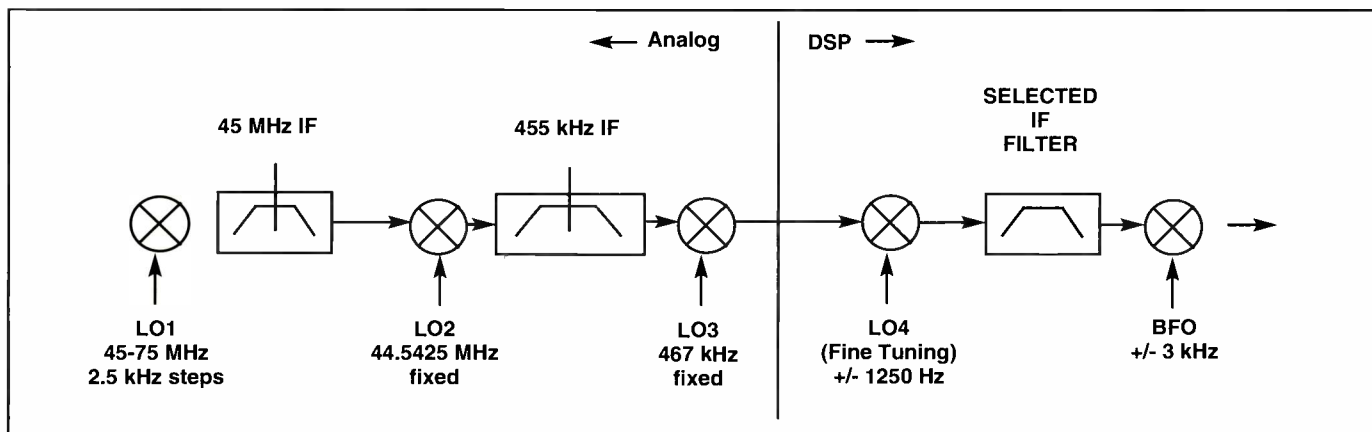 Analog
DSP
45 MHz IF
455 kHz IF
SELECTED
IF
FILTER
LO1
45-75 MHz
2.5 kHz steps
LO2
44.5425 MHz
fixed
LO3
467 kHz
fixed
LO4
(Fine Tuning)
+/- 1250 Hz
BFO
+/- 3 kHz